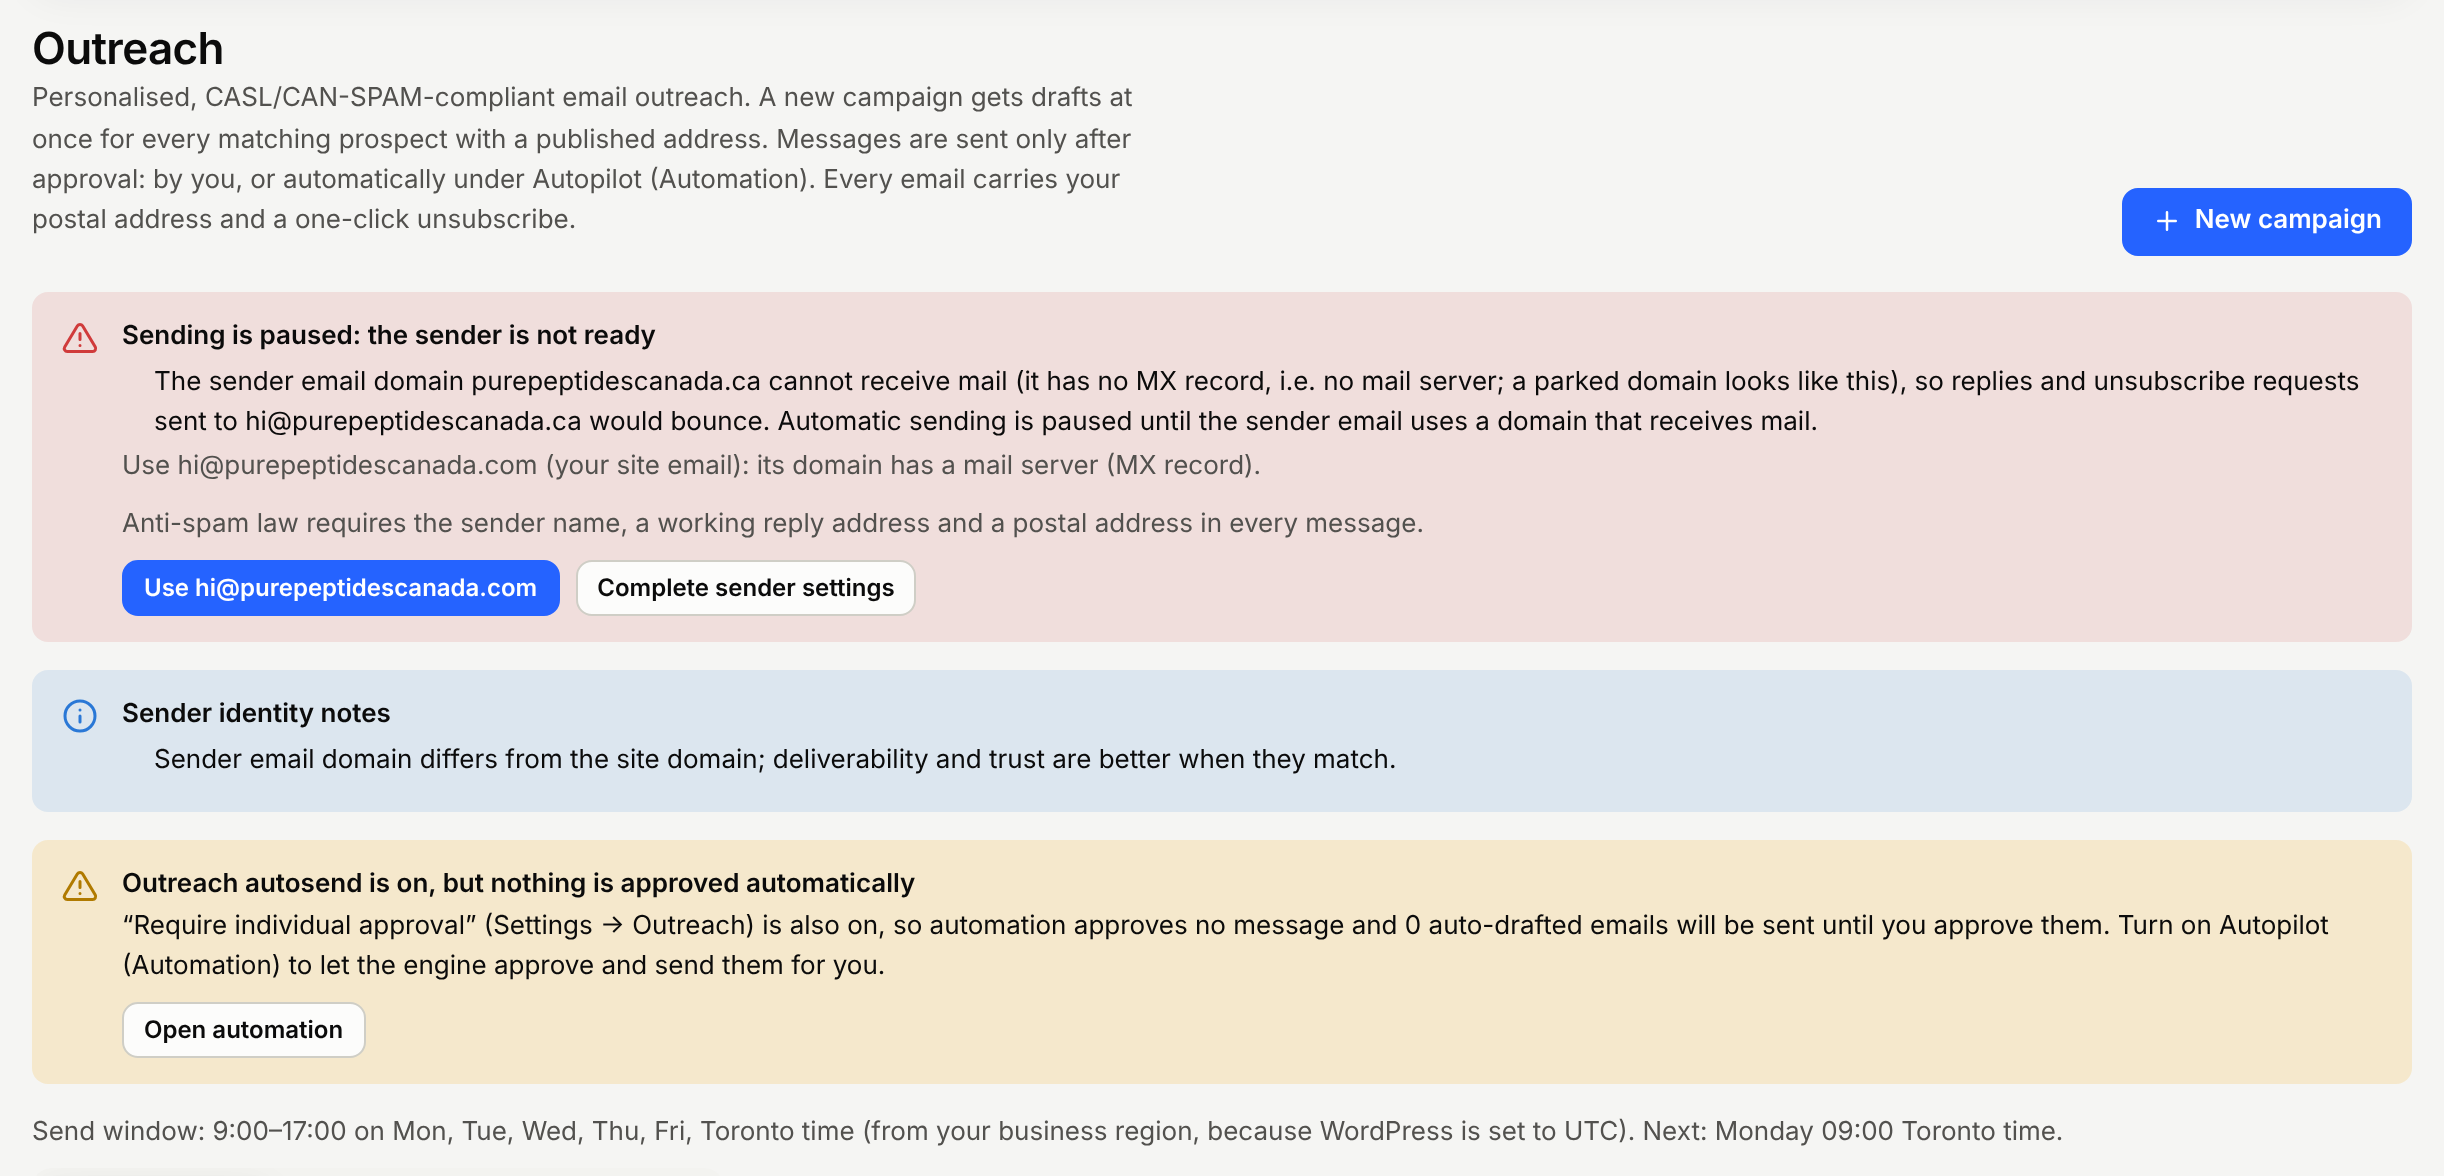 Outreach
Personalised, CASL/CAN-SPAM-compliant email outreach. A new campaign gets drafts at
once for every matching prospect with a published address. Messages are sent only after
approval: by you, or automatically under Autopilot (Automation). Every email carries your
postal address and a one-click unsubscribe.
+ New campaign
Sending is paused: the sender is not ready
The sender email domain purepeptidescanada.ca cannot receive mail (it has no MX record, i.e. no mail server; a parked domain looks like this), so replies and unsubscribe requests
sent to hi@purepeptidescanada.ca would bounce. Automatic sending is paused until the sender email uses a domain that receives mail.
Use hi@purepeptidescanada.com (your site email): its domain has a mail server (MX record).
Anti-spam law requires the sender name, a working reply address and a postal address in every message.
Use hi@purepeptidescanada.com
Complete sender settings
Sender identity notes
Sender email domain differs from the site domain; deliverability and trust are better when they match.
Outreach autosend is on, but nothing is approved automatically
“Require individual approval” (Settings → Outreach) is also on, so automation approves no message and 0 auto-drafted emails will be sent until you approve them. Turn on Autopilot
(Automation) to let the engine approve and send them for you.
Open automation
Send window: 9:00–17:00 on Mon, Tue, Wed, Thu, Fri, Toronto time (from your business region, because WordPress is set to UTC). Next: Monday 09:00 Toronto time.